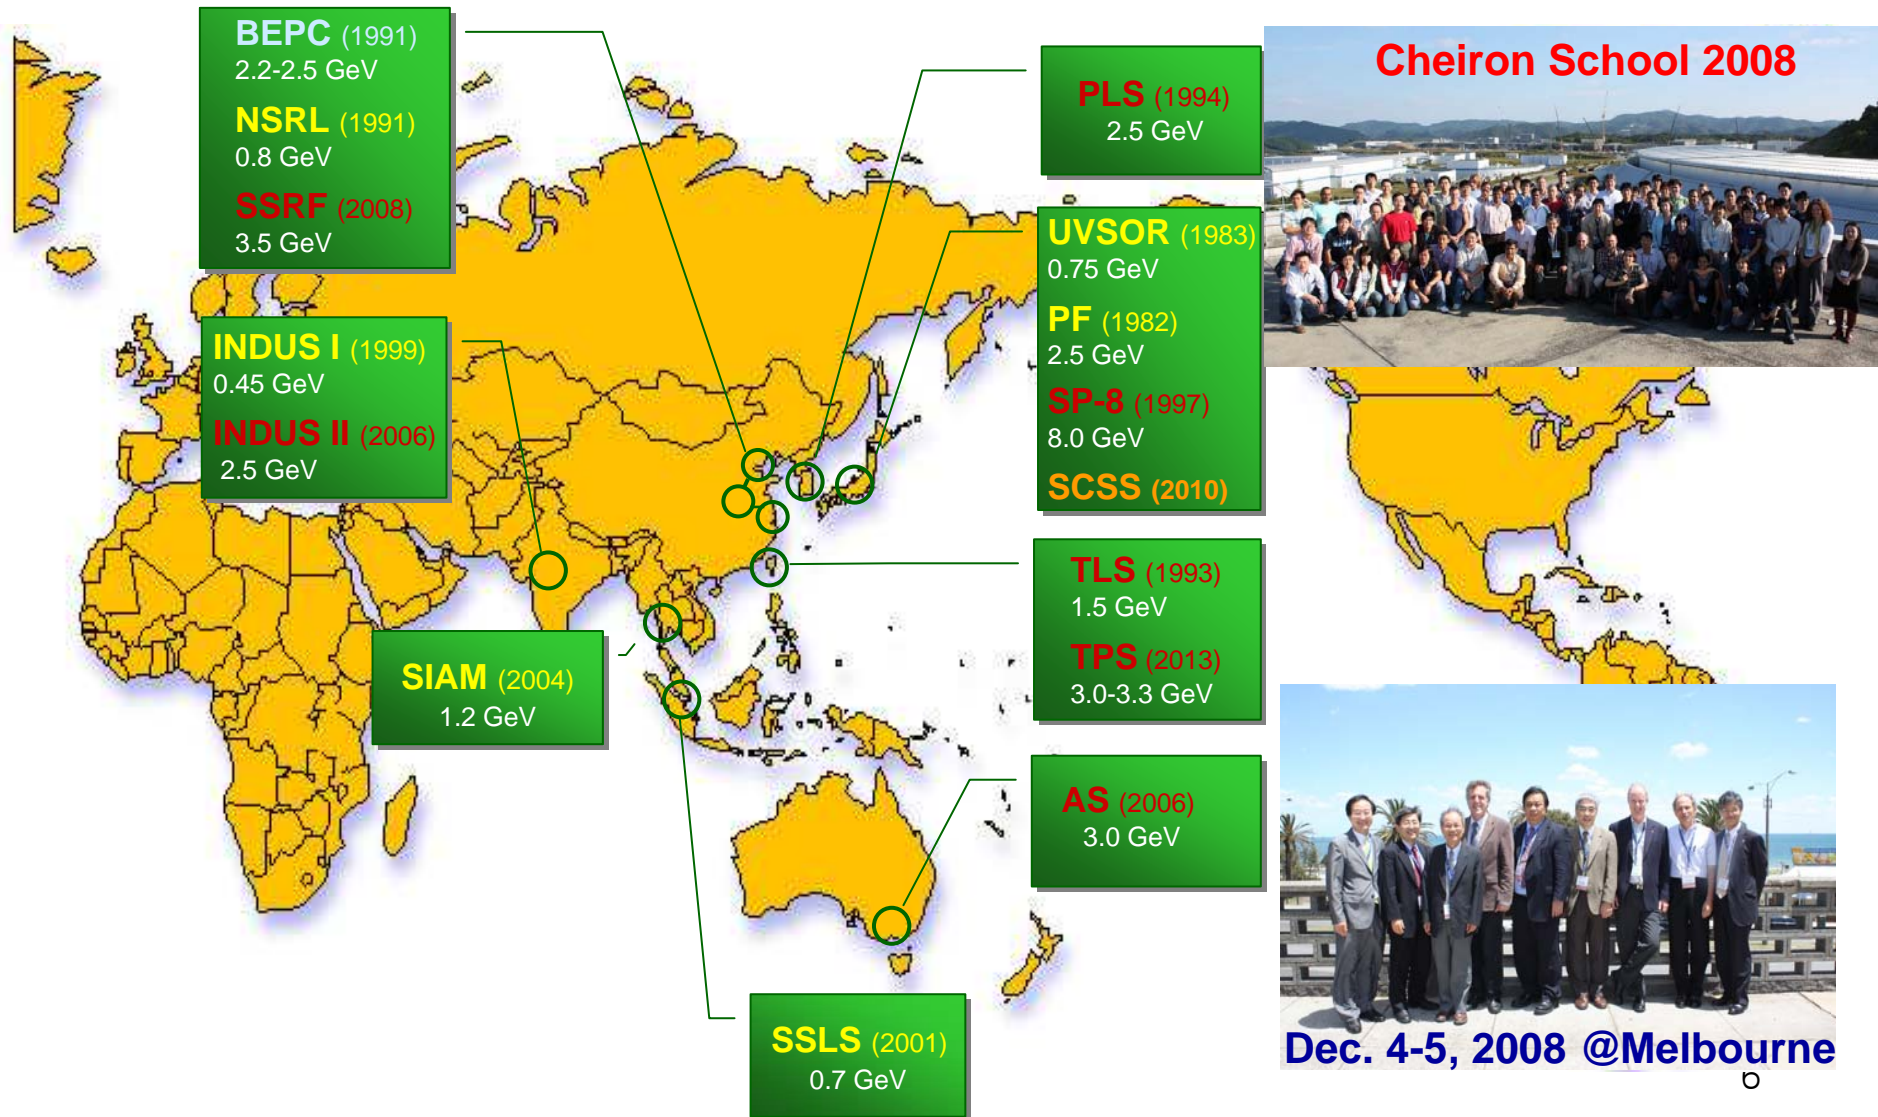 BEPC (1991)
2.2-2.5 GeV
NSRL (1991)
0.8 GeV
SSRF (2008)
3.5 GeV
INDUS I (1999)
0.45 GeV
INDUS II (2006)
2.5 GeV
SIAM (2004)
1.2 GeV
SSLS (2001)
0.7 GeV
PLS (1994)
2.5 GeV
UVSOR (1983)
0.75 GeV
PF (1982)
2.5 GeV
SP-8 (1997)
8.0 GeV
SCSS (2010)
TLS (1993)
1.5 GeV
TPS (2013)
3.0-3.3 GeV
AS (2006)
3.0 GeV
Cheiron School 2008
Dec. 4-5, 2008 @Melbourne